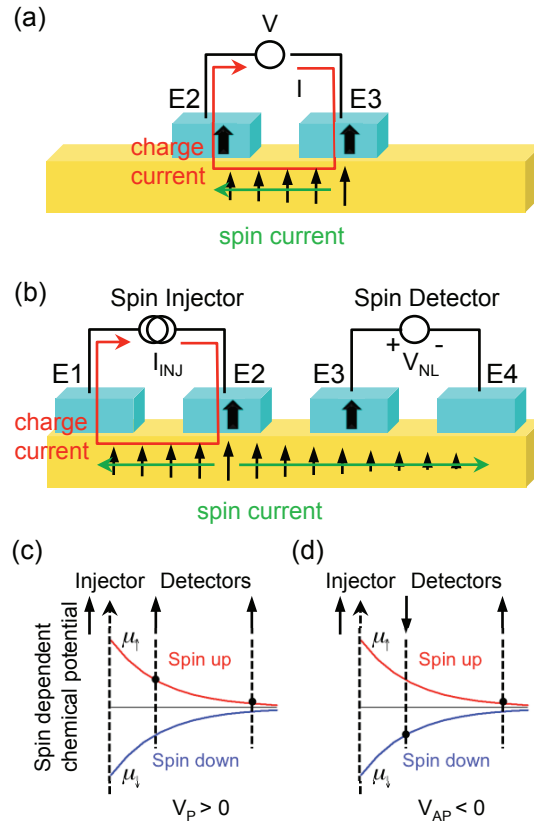 (a)
V
I
E2
E3
charge
current
spin current
(b)
Spin Injector
Spin Detector
I_INJ
+ -
V_NL
E1
E2
E3
E4
charge
current
spin current
(c)
(d)
Injector Detectors
Injector Detectors
Spin dependent
chemical potential
μ↑
Spin up
μ↑
Spin up
μ↓
Spin down
μ↓
Spin down
V_P > 0
V_AP < 0